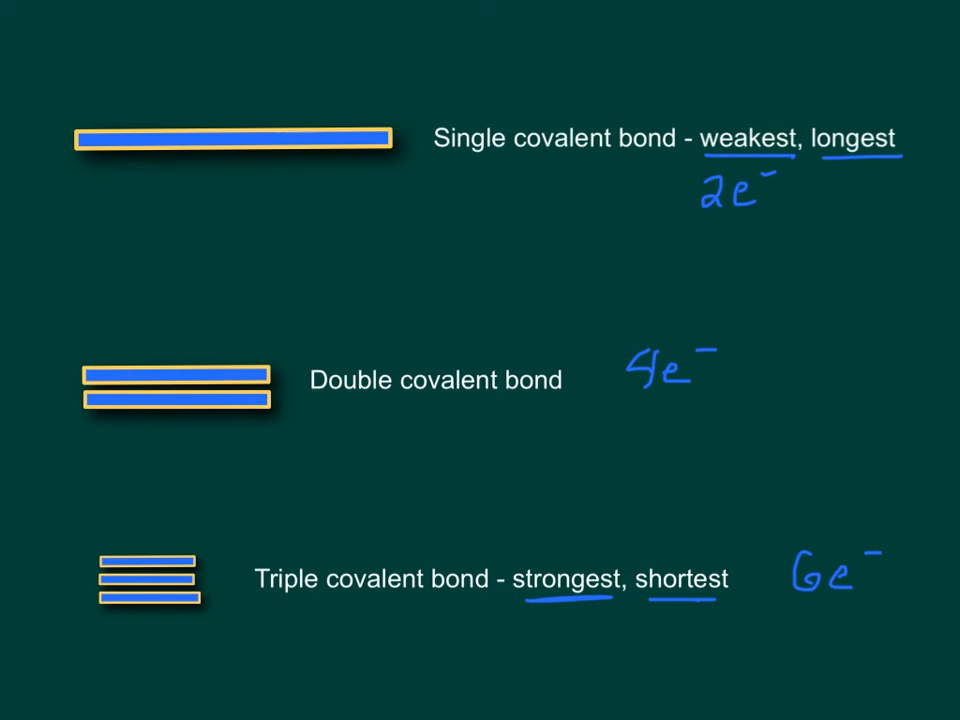 Single covalent bond - weakest, longest
2e⁻
Double covalent bond 4e⁻
Triple covalent bond - strongest, shortest 6e⁻